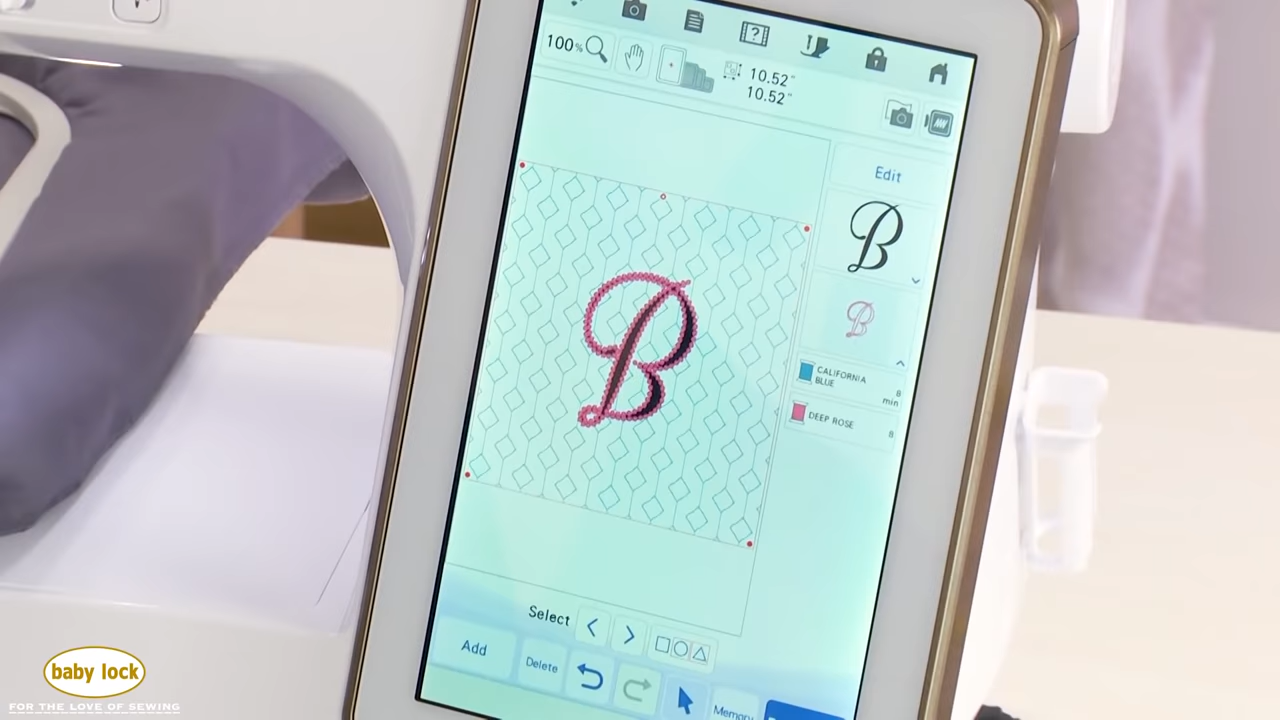 100%
10.52"
10.52"
Edit
B
B
B
CALIFORNIA
BLUE
8
min
DEEP ROSE
8
Select
Add
Delete
Memory
baby lock
FOR THE LOVE OF SEWING